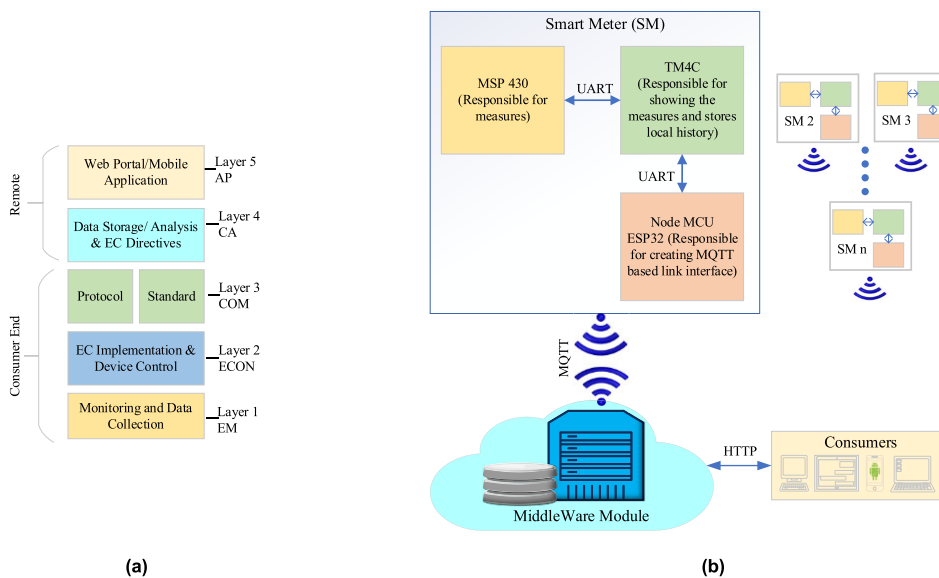 Remote
Web Portal/Mobile
Application
Layer 5
AP
Data Storage/ Analysis
& EC Directives
Layer 4
CA
Consumer End
Protocol
Standard
Layer 3
COM
EC Implementation &
Device Control
Layer 2
ECON
Monitoring and Data
Collection
Layer 1
EM
(a)
Smart Meter (SM)
MSP 430
(Responsible for
measures)
UART
TM4C
(Responsible for
showing the
measures and stores
local history)
UART
Node MCU
ESP32 (Responsible
for creating MQTT
based link interface)
SM 2
SM 3
SM n
MQTT
MiddleWare Module
HTTP
Consumers
(b)